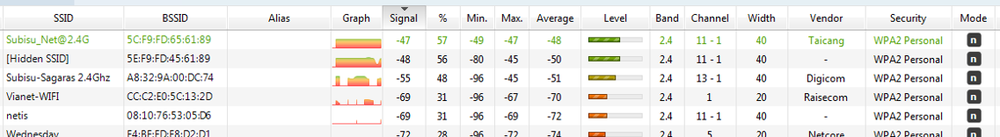 SSID BSSID Alias Graph Signal % Min. Max. Average Level Band Channel Width Vendor Security Mode
Subisu_Net@2.4G 5C:F9:FD:65:61:89 -47 57 -49 -47 -48 2.4 11 - 1 40 Taicang WPA2 Personal n
[Hidden SSID] 5E:F9:FD:45:61:89 -48 56 -80 -45 -50 2.4 11 - 1 40 - WPA2 Personal n
Subisu-Sagaras 2.4Ghz A8:32:9A:00:DC:74 -55 48 -96 -45 -51 2.4 13 - 1 40 Digicom WPA2 Personal n
Vianet-WIFI CC:C2:E0:5C:13:2D -69 31 -96 -67 -70 2.4 1 20 Raisecom WPA2 Personal n
netis 08:10:76:53:05:D6 -69 31 -96 -69 -72 2.4 11 - 1 40 - WPA2 Personal n
Wednesday F4:BF:FD:F8:D2:D1 -72 28 -96 -72 -74 2.4 5 20 Netcore WPA2 Personal n